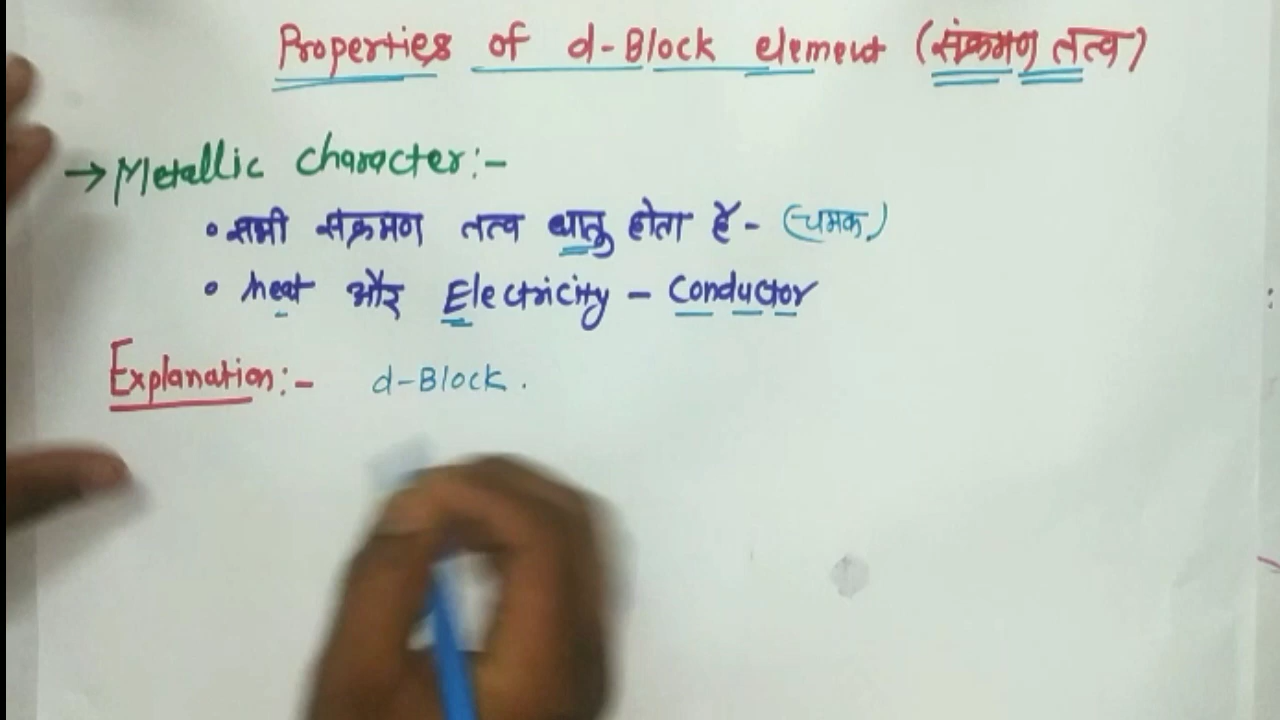 Properties of d-Block element (संक्रमण तत्व)
→ Metallic character:-
• सभी संक्रमण तत्व धातु होता है - (चमक)
• heat और Electricity - Conductor
Explanation:- d-Block.